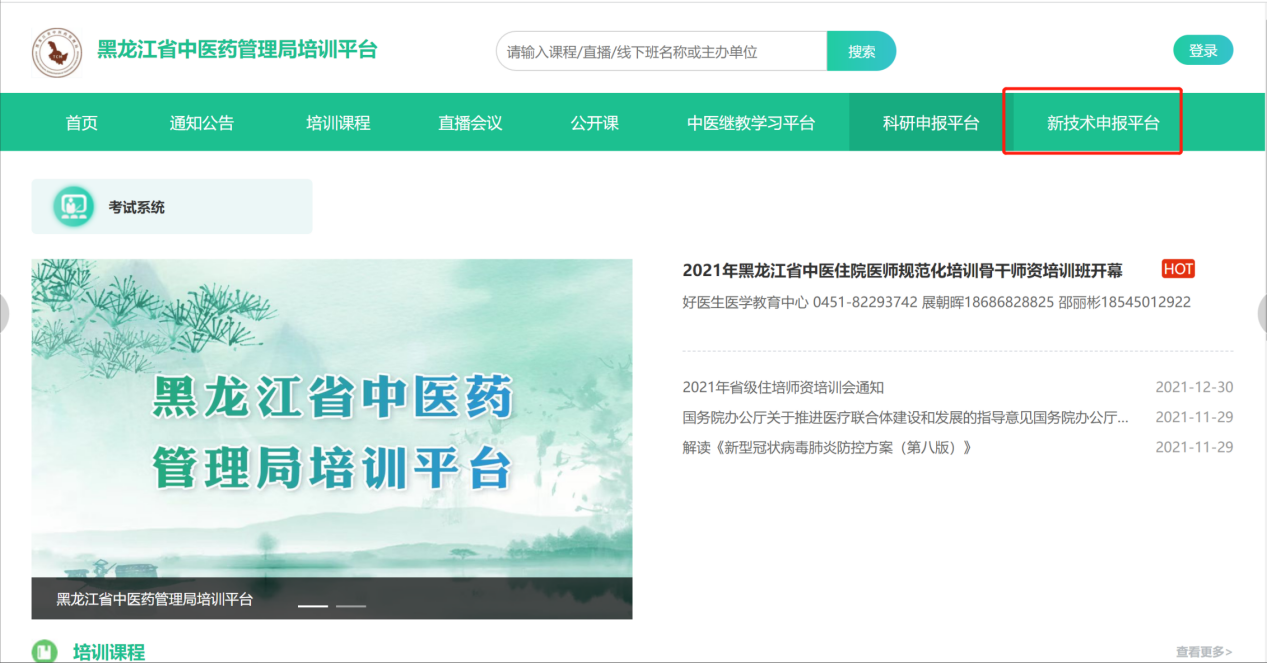 黑龙江省中医药管理局培训平台
请输入课程/直播/线下班名称或主办单位
搜索
登录
首页
通知公告
培训课程
直播会议
公开课
中医继教学习平台
科研申报平台
新技术申报平台
考试系统
黑龙江省中医药
管理局培训平台
黑龙江省中医药管理局培训平台
2021年黑龙江省中医住院医师规范化培训骨干师资培训班开幕
HOT
好医生医学教育中心 0451-82293742 展朝晖18686828825 邵丽彬18545012922
2021年省级住培师资培训会通知 2021-12-30
国务院办公厅关于推进医疗联合体建设和发展的指导意见国务院办公厅... 2021-11-29
解读《新型冠状病毒肺炎防控方案（第八版）》 2021-11-29
培训课程
查看更多>